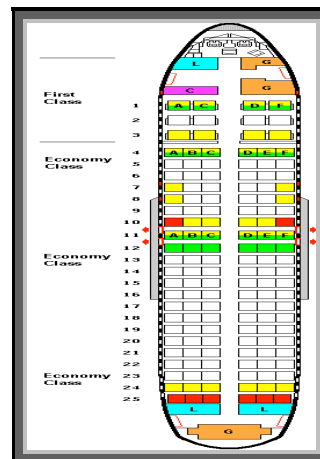 L G
C G
First Class
1 A C D F
2
3
Economy Class
4 A B C D E F
5
6
7
8
9
10
11 A B C D E F
12
Economy Class
13
14
15
16
17
18
19
20
21
22
Economy Class
23
24
25
L L
G